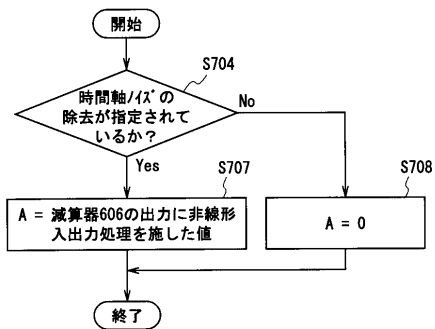 開始
S704
時間軸ノイズの
除去が指定されて
いるか?
No
Yes
S707
A = 減算器606の出力に非線形
入出力処理を施した値
S708
A = 0
終了